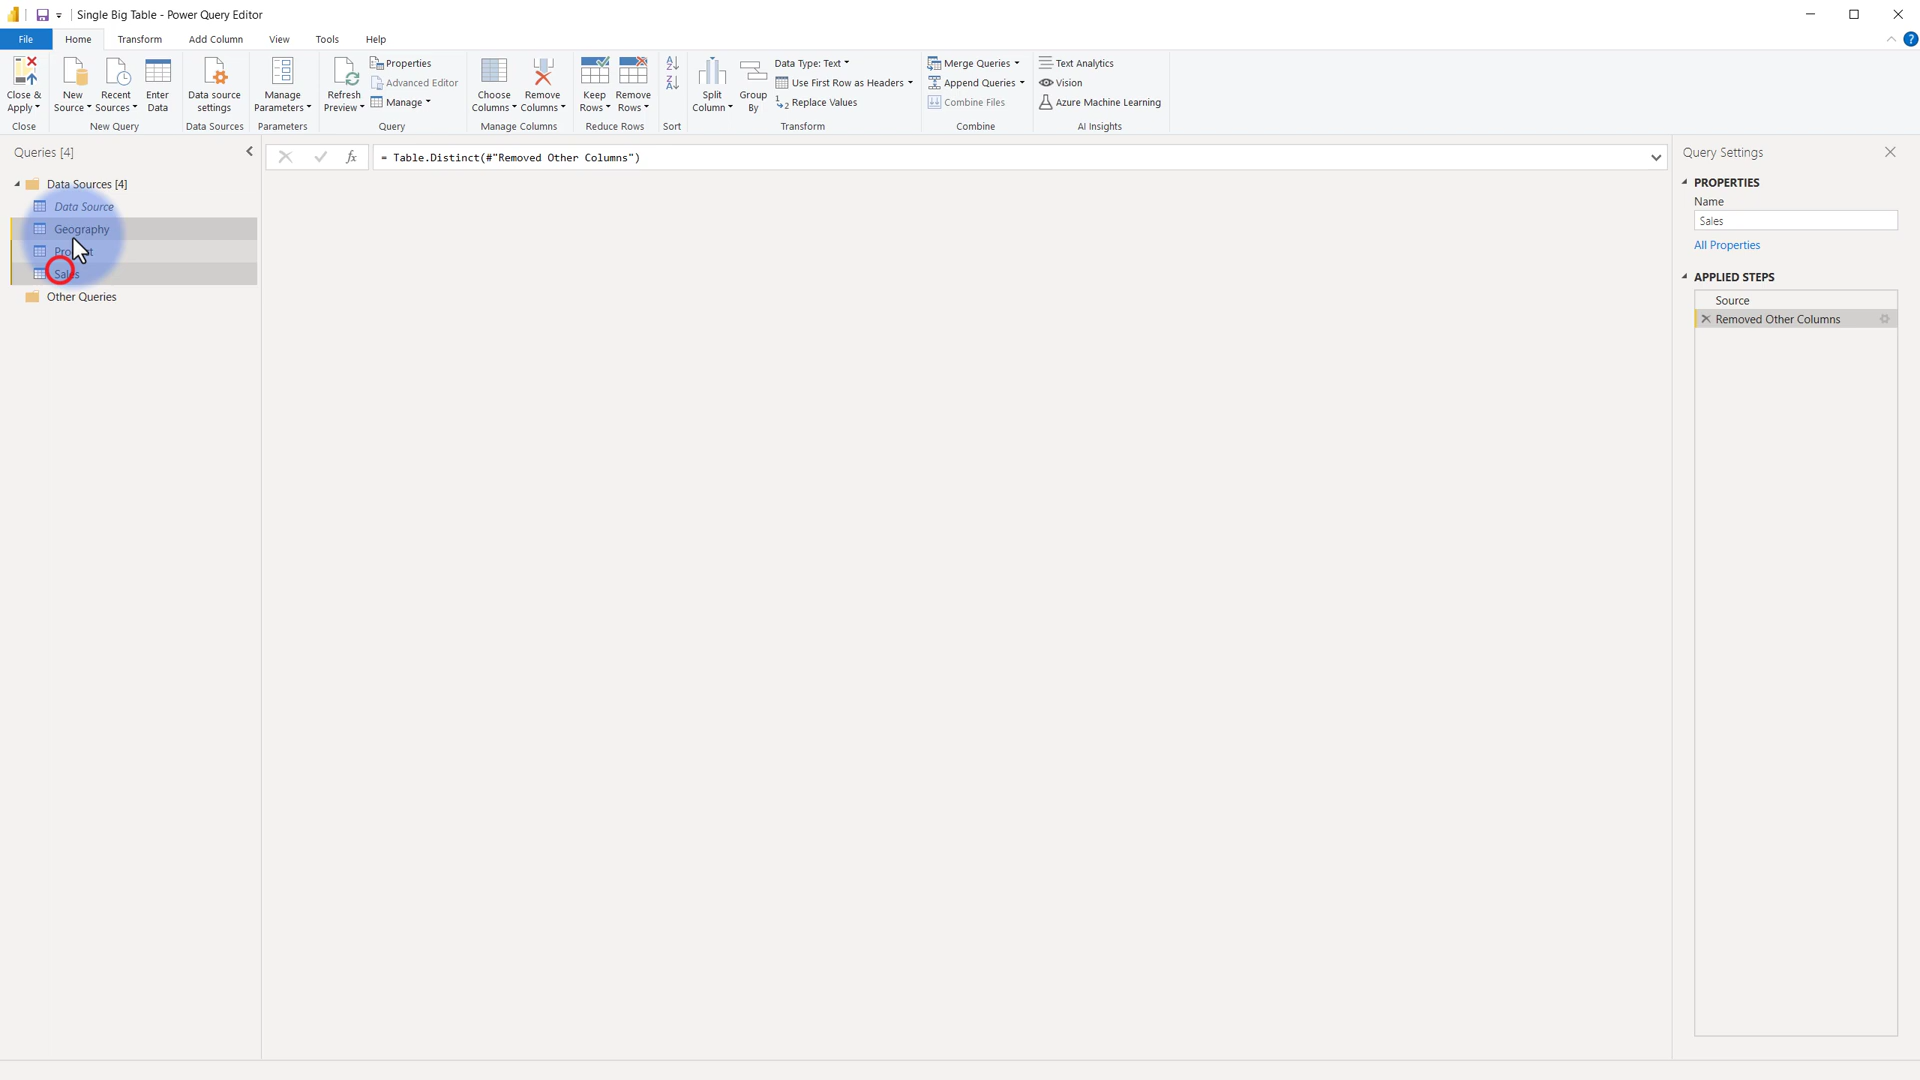 Single Big Table - Power Query Editor
File Home Transform Add Column View Tools Help
Close & Apply
New Source
Recent Sources
Enter Data
Data source settings
Manage Parameters
Refresh Preview
Properties
Advanced Editor
Manage
Choose Columns
Remove Columns
Keep Rows
Remove Rows
Split Column
Group By
Data Type: Text
Use First Row as Headers
Replace Values
Merge Queries
Append Queries
Combine Files
Text Analytics
Vision
Azure Machine Learning
Close New Query Data Sources Parameters Query Manage Columns Reduce Rows Sort Transform Combine AI Insights
Queries [4]
= Table.Distinct(#"Removed Other Columns")
Data Sources [4]
Data Source
Geography
Sales
Other Queries
Query Settings
PROPERTIES
Name
Sales
All Properties
APPLIED STEPS
Source
Removed Other Columns